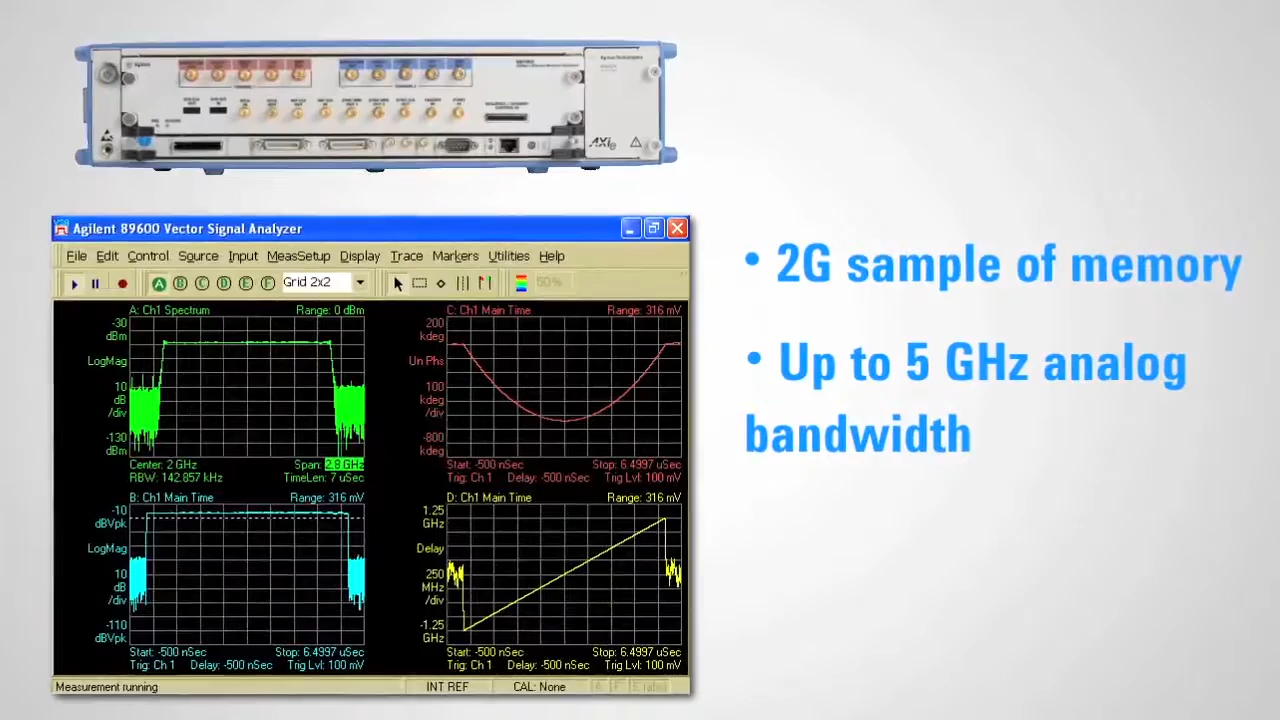 AXIe
Agilent 89600 Vector Signal Analyzer
File Edit Control Source Input MeasSetup Display Trace Markers Utilities Help
A B C D E F Grid 2x2 50%
A: Ch1 Spectrum Range: 0 dBm
-30
dBm
LogMag
10
dB
/div
-130
dBm
Center: 2 GHz Span: 2.8 GHz
RBW: 142.857 kHz TimeLen: 7 uSec
C: Ch1 Main Time Range: 316 mV
200
kdeg
Un Phs
100
kdeg
/div
-800
kdeg
Start: -500 nSec Stop: 6.4997 uSec
Trig: Ch 1 Delay: -500 nSec Trig Lvl: 100 mV
B: Ch1 Main Time Range: 316 mV
-10
dBVpk
LogMag
10
dB
/div
-110
dBVpk
Start: -500 nSec Stop: 6.4997 uSec
Trig: Ch 1 Delay: -500 nSec Trig Lvl: 100 mV
D: Ch1 Main Time Range: 316 mV
1.25
GHz
Delay
250
MHz
/div
-1.25
GHz
Start: -500 nSec Stop: 6.4997 uSec
Trig: Ch 1 Delay: -500 nSec Trig Lvl: 100 mV
Measurement running INT REF CAL: None
• 2G sample of memory
• Up to 5 GHz analog
bandwidth